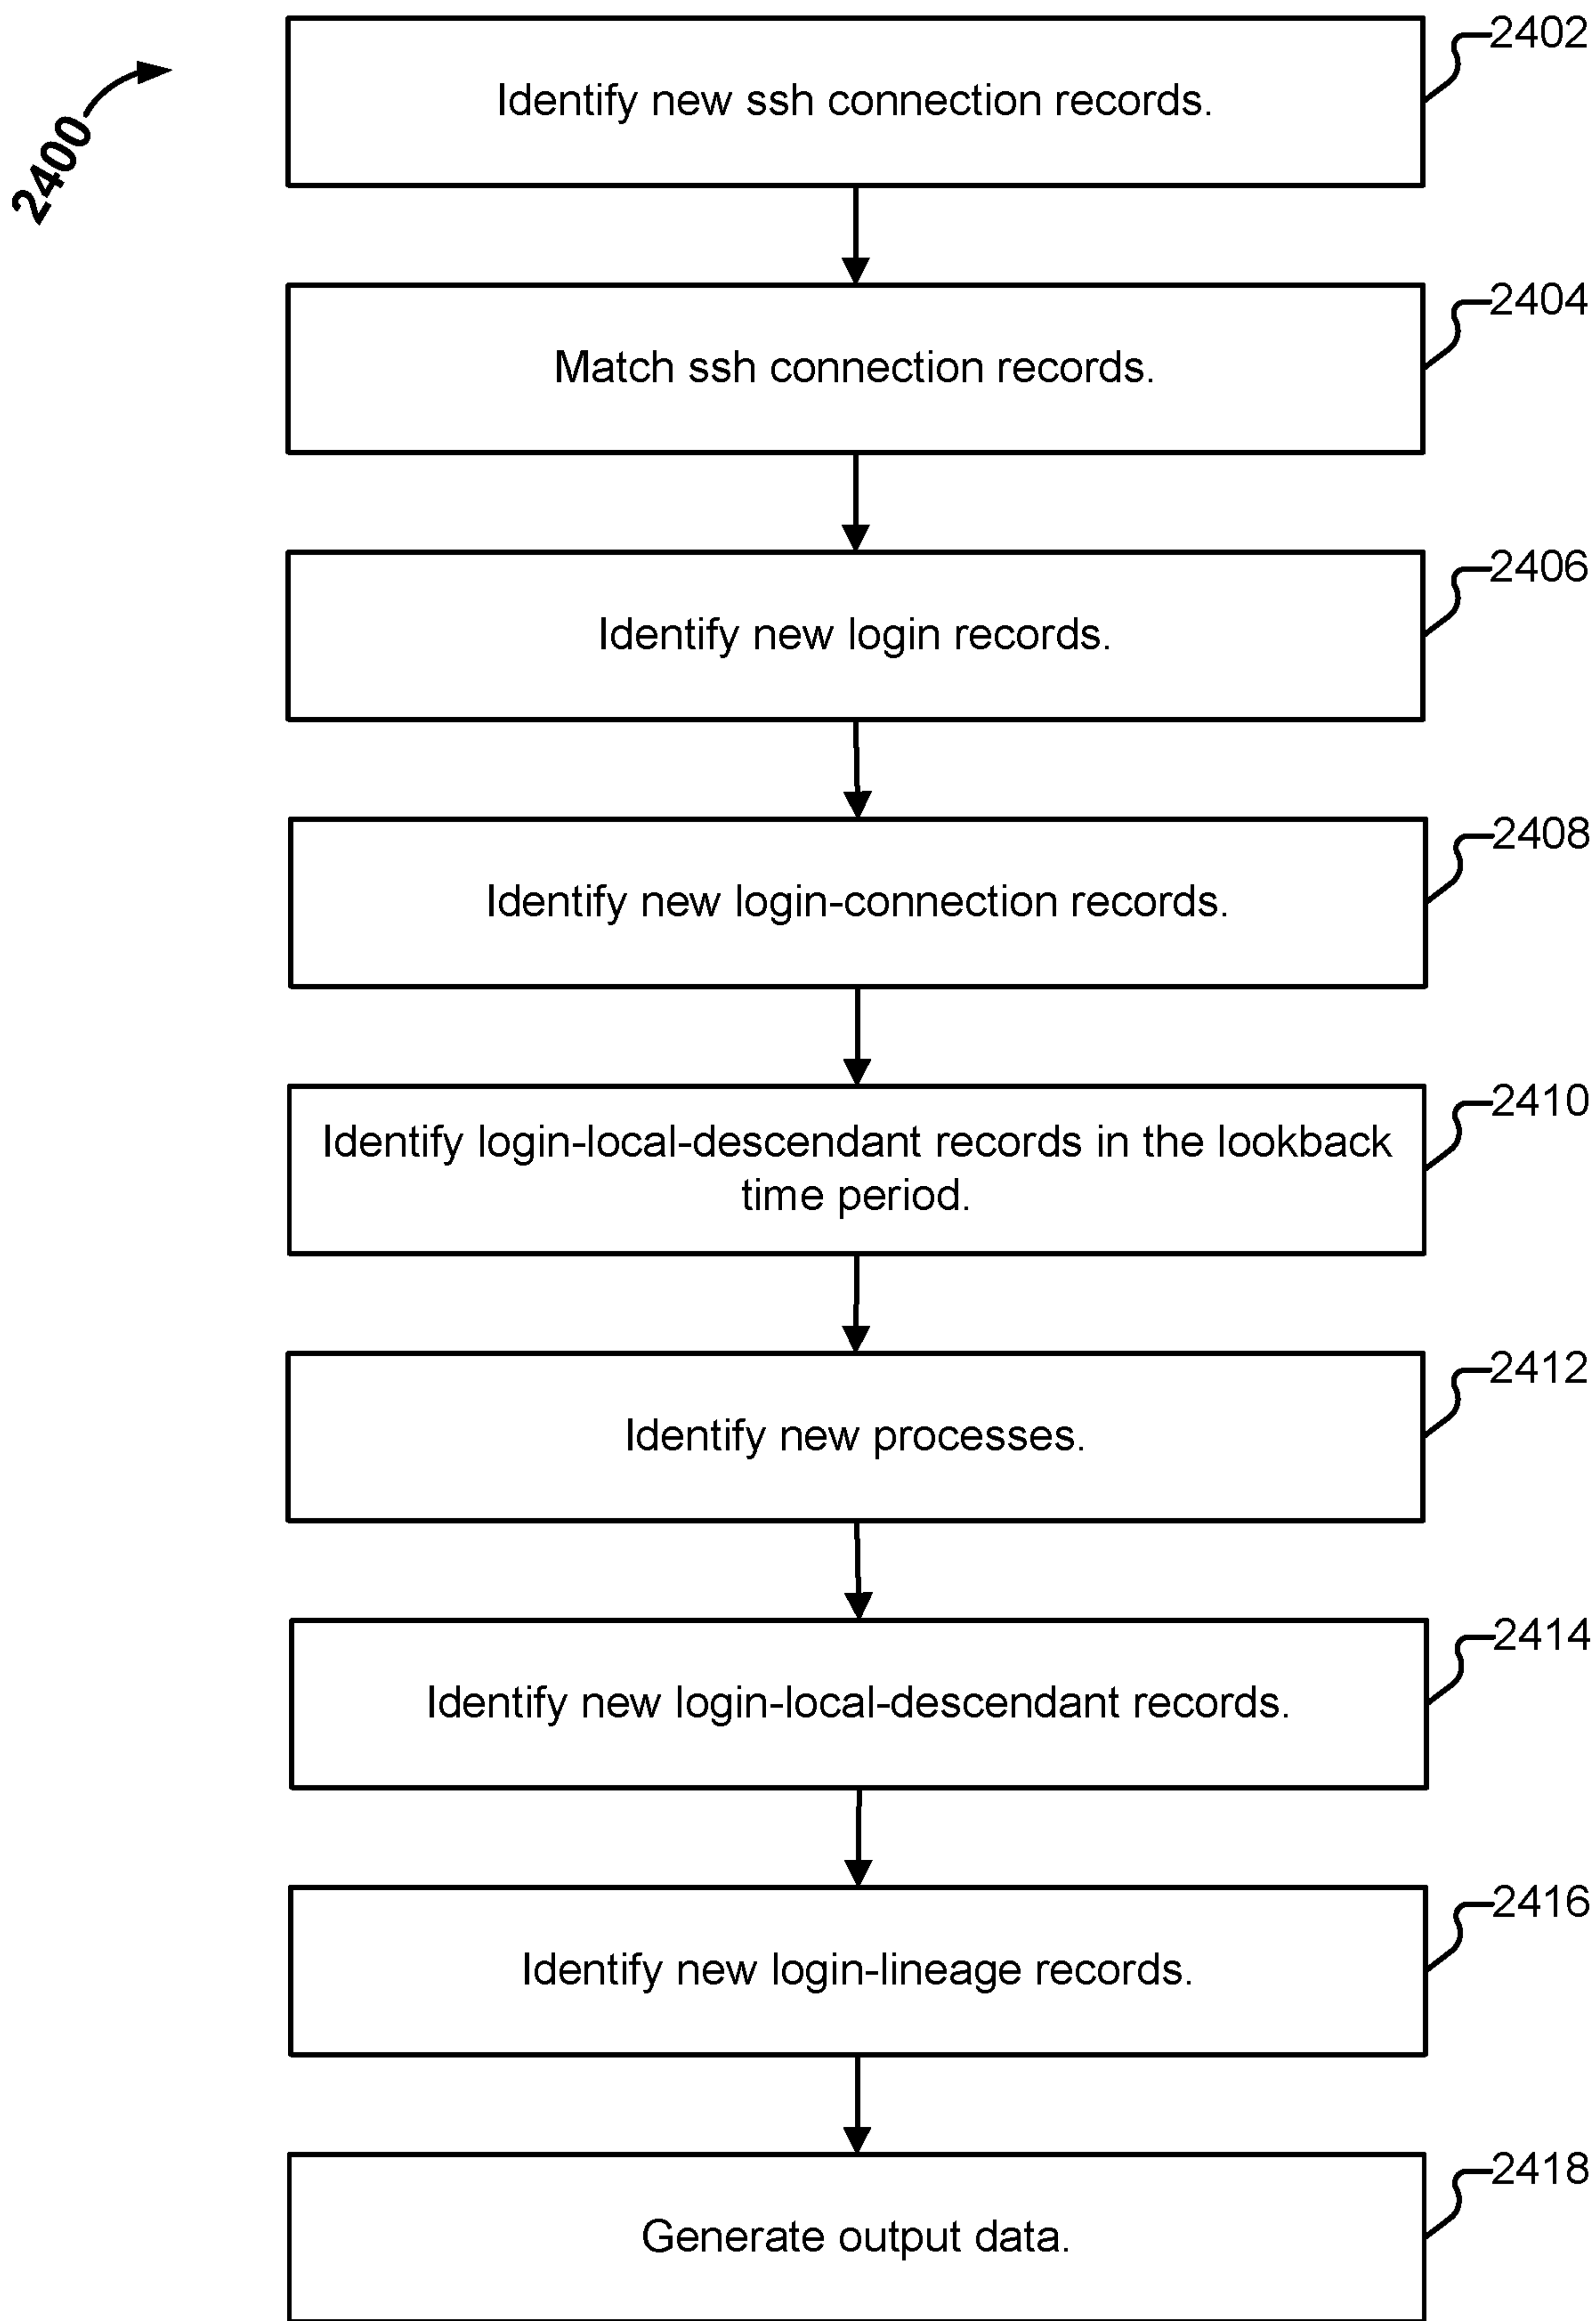 2400
2402
Identify new ssh connection records.
2404
Match ssh connection records.
2406
Identify new login records.
2408
Identify new login-connection records.
2410
Identify login-local-descendant records in the lookback
time period.
2412
Identify new processes.
2414
Identify new login-local-descendant records.
2416
Identify new login-lineage records.
2418
Generate output data.